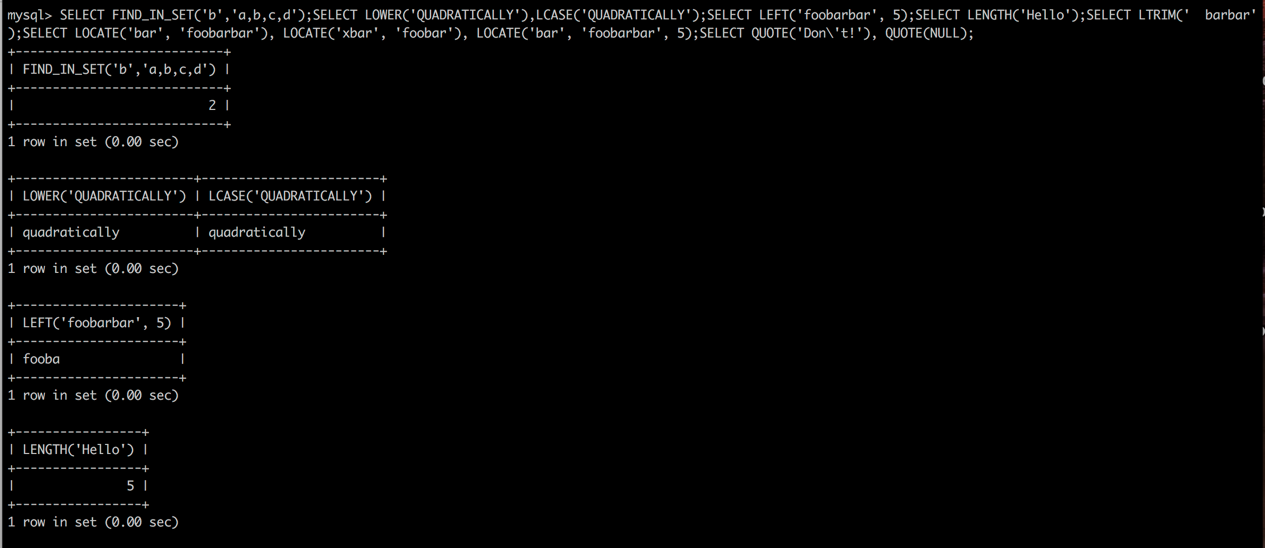 mysql> SELECT FIND_IN_SET('b','a,b,c,d');SELECT LOWER('QUADRATICALLY'),LCASE('QUADRATICALLY');SELECT LEFT('foobarbar', 5);SELECT LENGTH('Hello');SELECT LTRIM('  barbar'
);SELECT LOCATE('bar', 'foobarbar'), LOCATE('xbar', 'foobar'), LOCATE('bar', 'foobarbar', 5);SELECT QUOTE('Don\'t!'), QUOTE(NULL);
+----------------------------+
| FIND_IN_SET('b','a,b,c,d') |
+----------------------------+
|                          2 |
+----------------------------+
1 row in set (0.00 sec)
+------------------------+------------------------+
| LOWER('QUADRATICALLY') | LCASE('QUADRATICALLY') |
+------------------------+------------------------+
| quadratically          | quadratically          |
+------------------------+------------------------+
1 row in set (0.00 sec)
+----------------------+
| LEFT('foobarbar', 5) |
+----------------------+
| fooba                |
+----------------------+
1 row in set (0.00 sec)
+-----------------+
| LENGTH('Hello') |
+-----------------+
|               5 |
+-----------------+
1 row in set (0.00 sec)